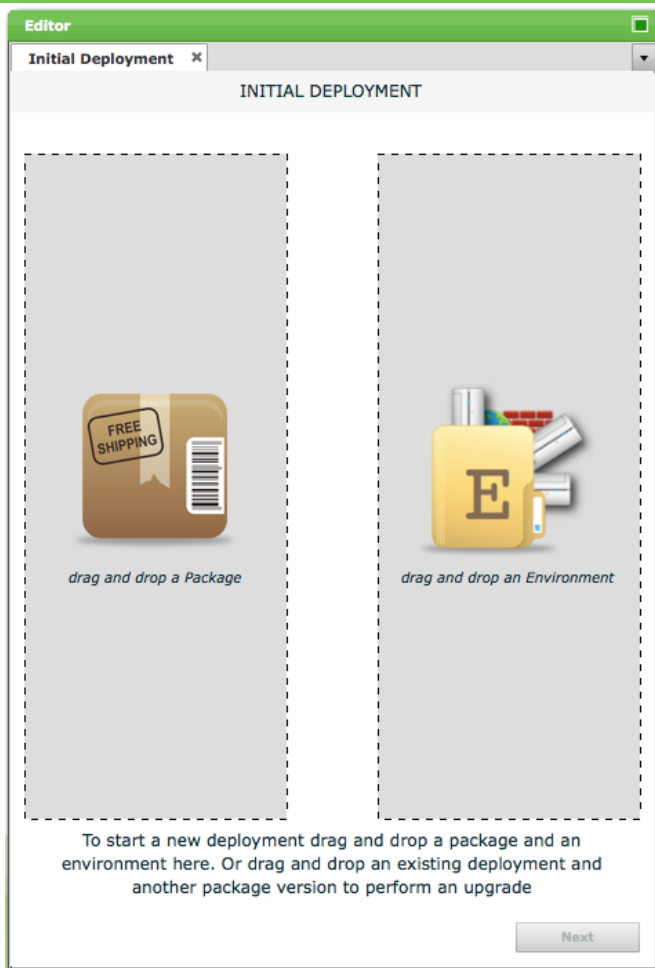 Editor
Initial Deployment
INITIAL DEPLOYMENT
FREE
SHIPPING
E
drag and drop a Package
drag and drop an Environment
To start a new deployment drag and drop a package and an
environment here. Or drag and drop an existing deployment and
another package version to perform an upgrade
Next